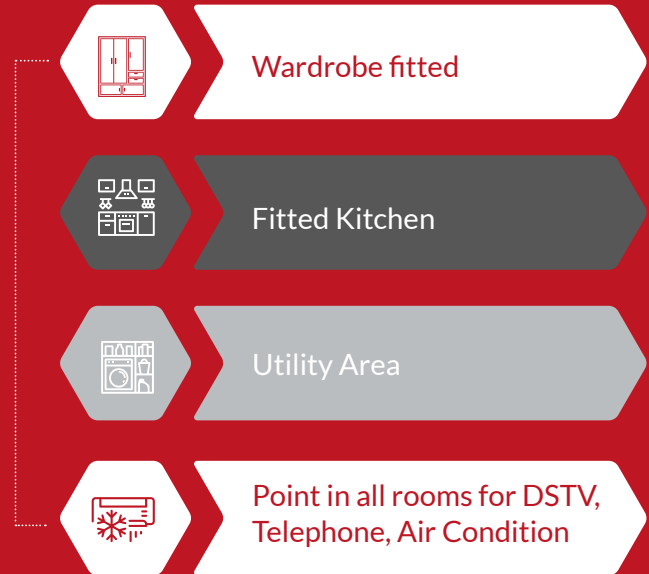 Wardrobe fitted
Fitted Kitchen
Utility Area
Point in all rooms for DSTV,
Telephone, Air Condition